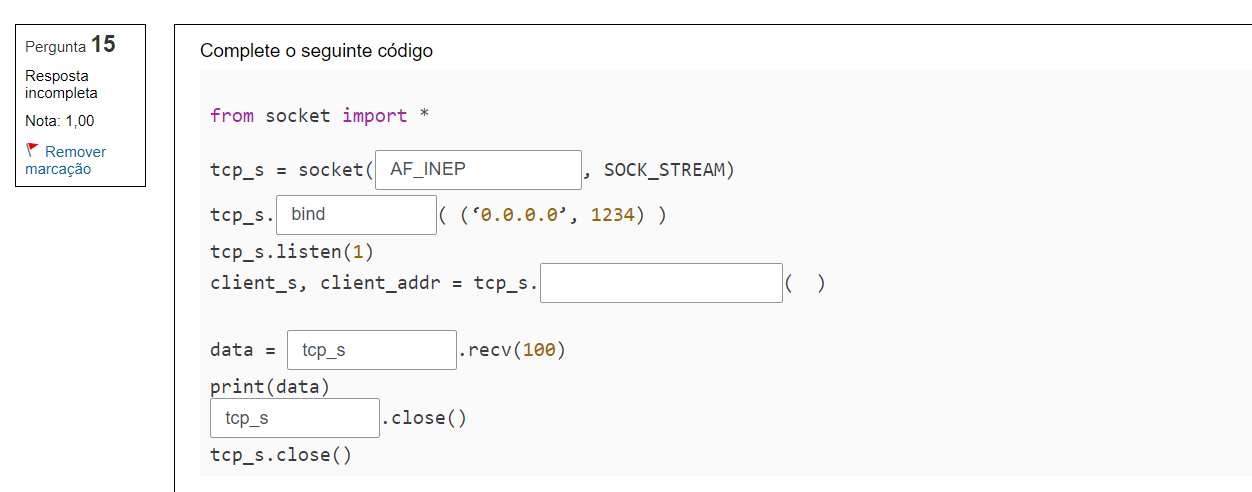 Pergunta 15
Resposta
incompleta
Nota: 1,00
Remover
marcação
Complete o seguinte código
from socket import *
tcp_s = socket( AF_INEP , SOCK_STREAM)
tcp_s. bind ( (‘0.0.0.0’, 1234) )
tcp_s.listen(1)
client_s, client_addr = tcp_s. ( )
data = tcp_s .recv(100)
print(data)
tcp_s .close()
tcp_s.close()